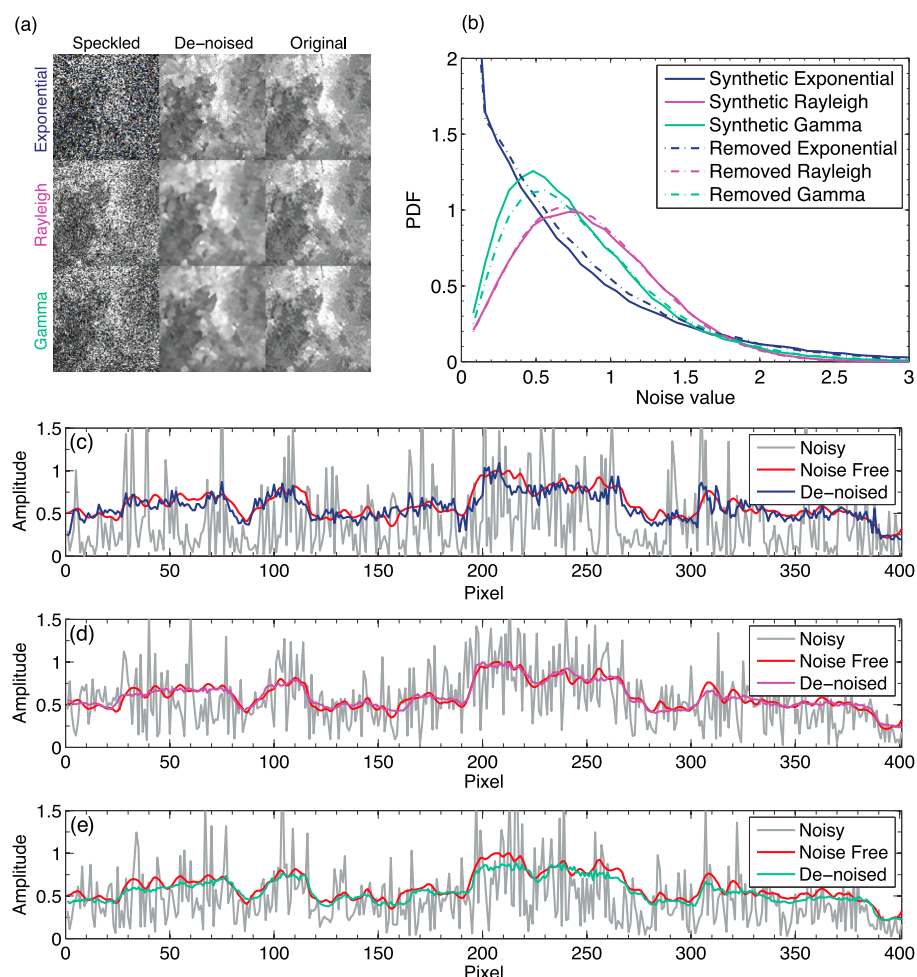 (a)
Speckled De-noised Original
Exponential
Rayleigh
Gamma
(b)
2
1.5
1
0.5
0
PDF
0 0.5 1 1.5 2 2.5 3
Noise value
Synthetic Exponential
Synthetic Rayleigh
Synthetic Gamma
Removed Exponential
Removed Rayleigh
Removed Gamma
(c)
1.5
1
0.5
0
Amplitude
0 50 100 150 200 250 300 350 400
Pixel
Noisy
Noise Free
De-noised
(d)
1.5
1
0.5
0
Amplitude
0 50 100 150 200 250 300 350 400
Pixel
Noisy
Noise Free
De-noised
(e)
1.5
1
0.5
0
Amplitude
0 50 100 150 200 250 300 350 400
Pixel
Noisy
Noise Free
De-noised